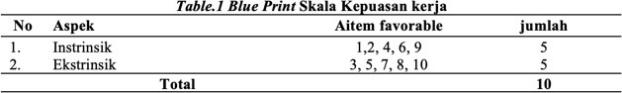 Table.1 Blue Print Skala Kepuasan kerja
No Aspek Aitem favorable jumlah
1. Instrinsik 1,2, 4, 6, 9 5
2. Ekstrinsik 3, 5, 7, 8, 10 5
Total 10